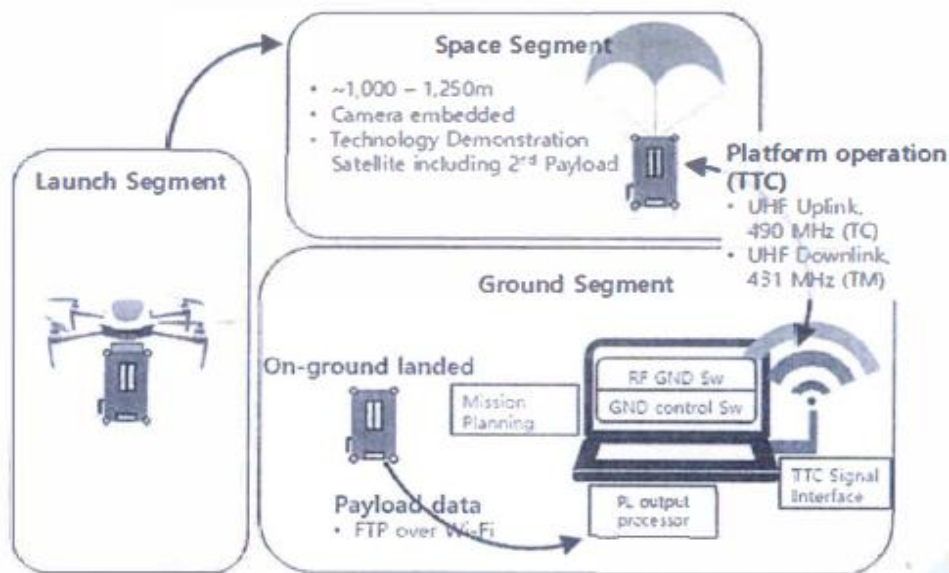 Space Segment
• ~1,000 – 1,250m
• Camera embedded
• Technology Demonstration
Satellite including 2nd Payload
Launch Segment
Platform operation
(TTC)
• UHF Uplink,
490 MHz (TC)
• UHF Downlink,
431 MHz (TM)
Ground Segment
On-ground landed
Mission
Planning
RF GND Sw
GND control Sw
TTC Signal
Interface
PL output
processor
Payload data
• FTP over Wi-Fi